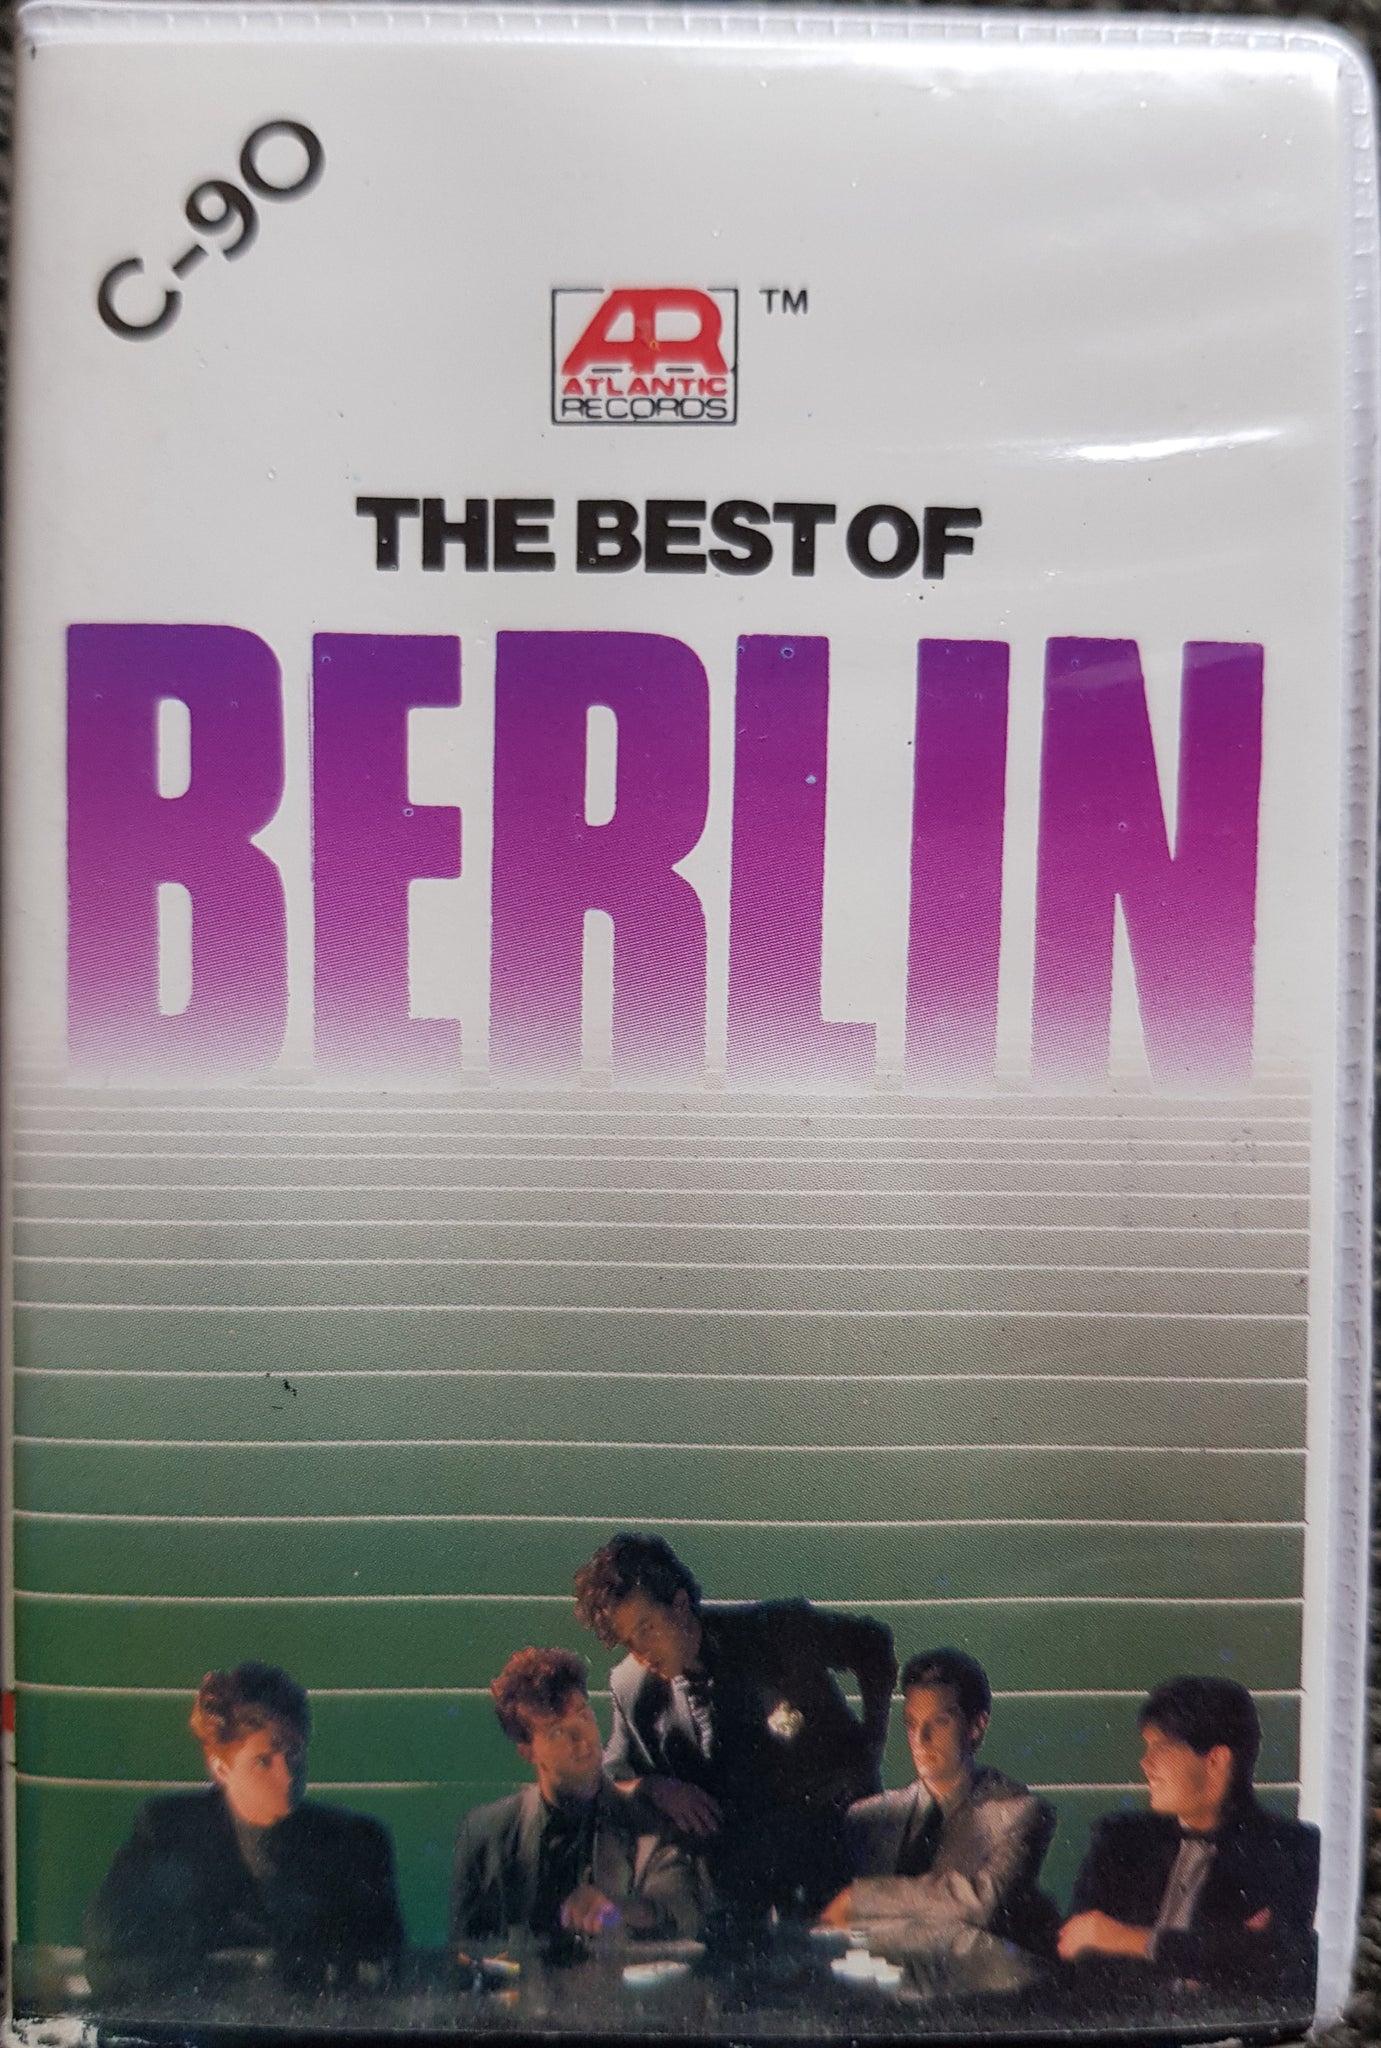 C-90
AR
TM
ATLANTIC
RECORDS
THE BEST OF
BERLIN